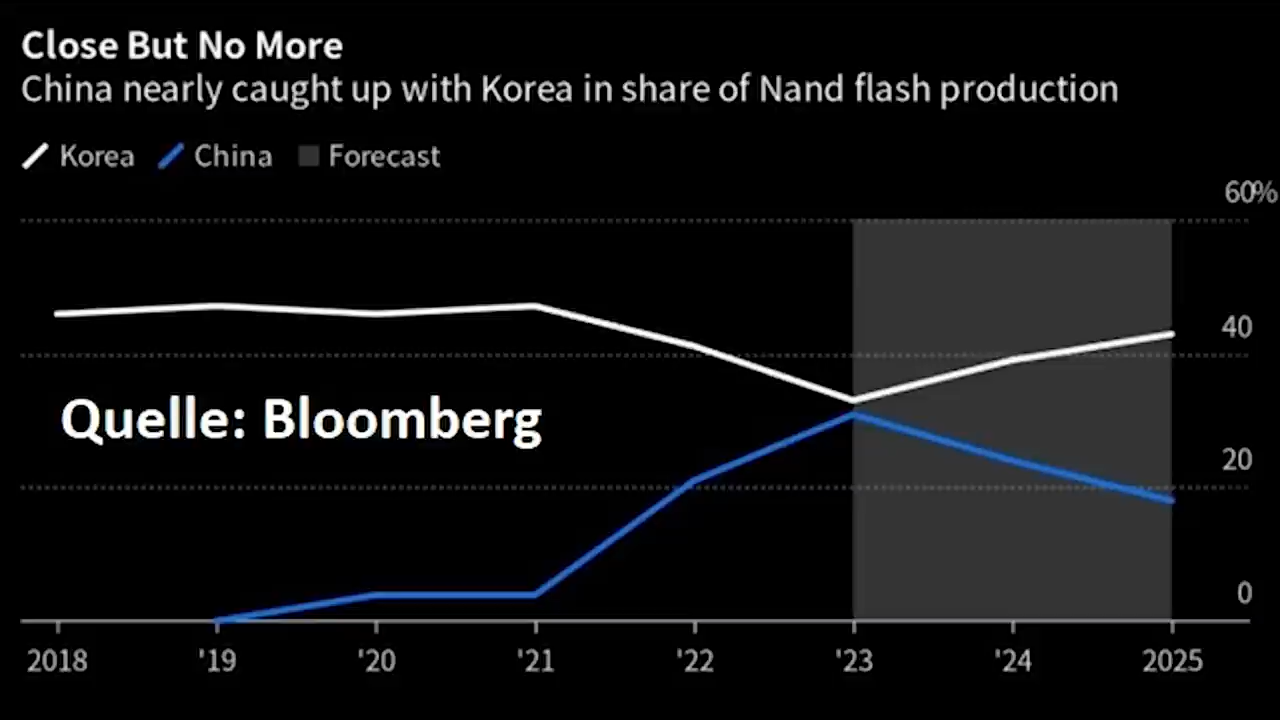 Close But No More
China nearly caught up with Korea in share of Nand flash production
Korea China Forecast
60%
40
Quelle: Bloomberg
20
0
2018 '19 '20 '21 '22 '23 '24 2025